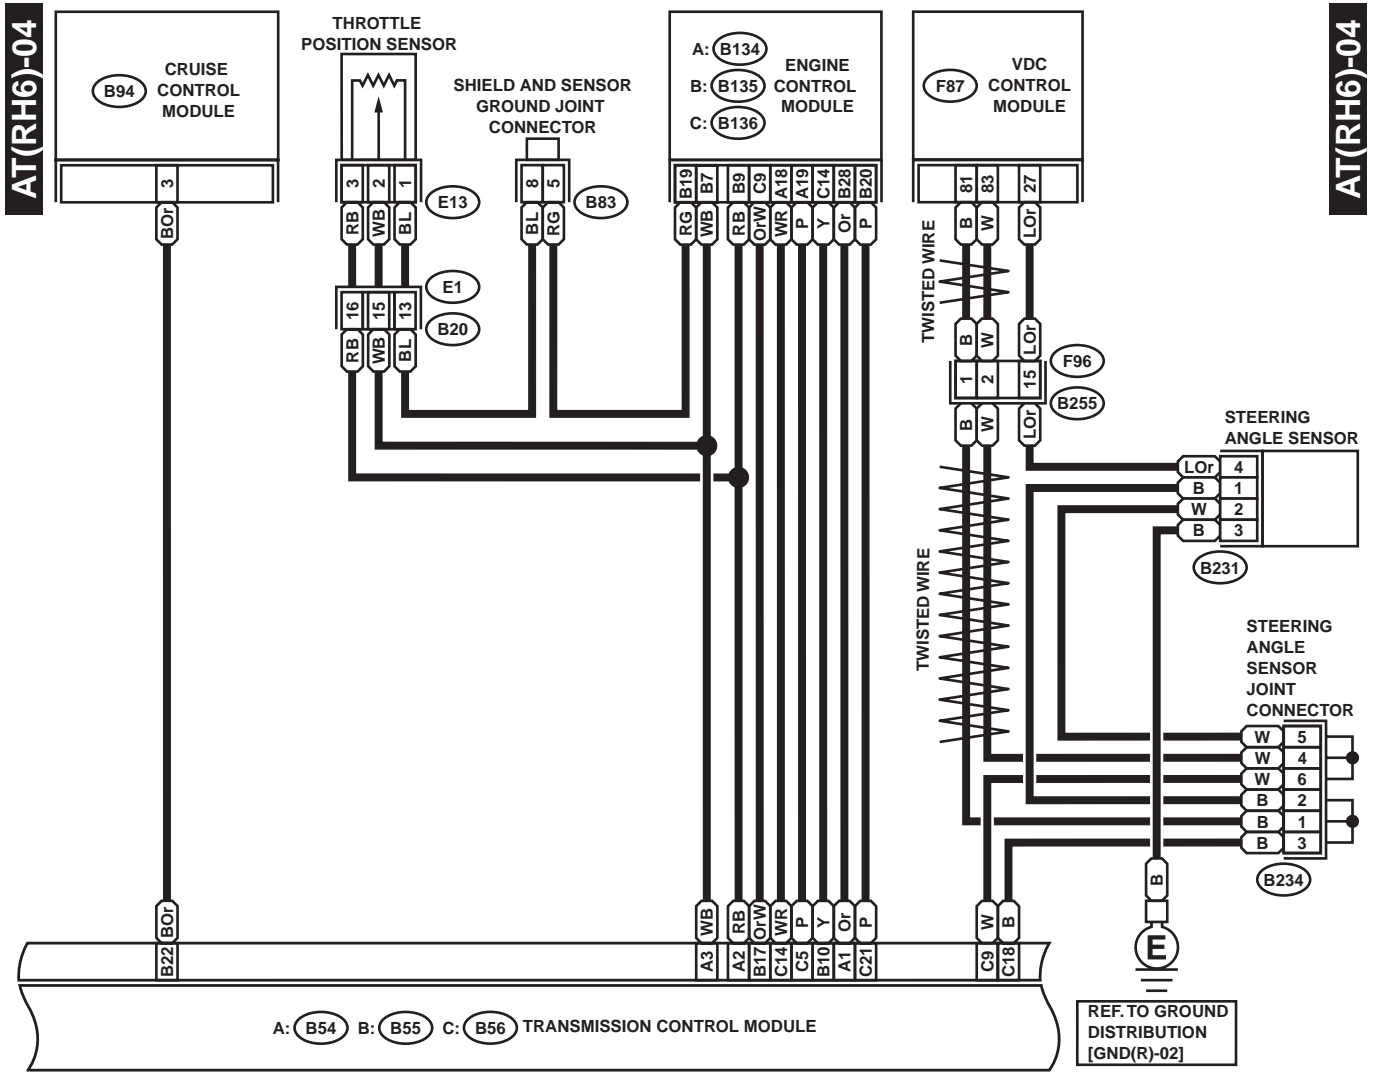 AT(RH6)-04
AT(RH6)-04
B94
CRUISE
CONTROL
MODULE
3
BOr
THROTTLE
POSITION SENSOR
3 2 1
E13
RB WB BL
E1
16 15 13
B20
RB WB BL
SHIELD AND SENSOR
GROUND JOINT
CONNECTOR
8 5
B83
BL RG
A: B134
B: B135
C: B136
ENGINE
CONTROL
MODULE
B19 B7 B9 C9 A18 A19 C14 B28 B20
RG WB RB OrW WR P Y Or P
F87
VDC
CONTROL
MODULE
81 83 27
B W LOr
TWISTED WIRE
B W LOr
F96
1 2 15
B255
B W LOr
TWISTED WIRE
STEERING
ANGLE SENSOR
LOr 4
B 1
W 2
B 3
B231
STEERING
ANGLE
SENSOR
JOINT
CONNECTOR
W 5
W 4
W 6
B 2
B 1
B 3
B234
B
E
REF. TO GROUND
DISTRIBUTION
[GND(R)-02]
BOr WB RB OrW WR P Y Or P W B
B22 A3 A2 B17 C14 C5 B10 A1 C21 C9 C18
A: B54 B: B55 C: B56 TRANSMISSION CONTROL MODULE